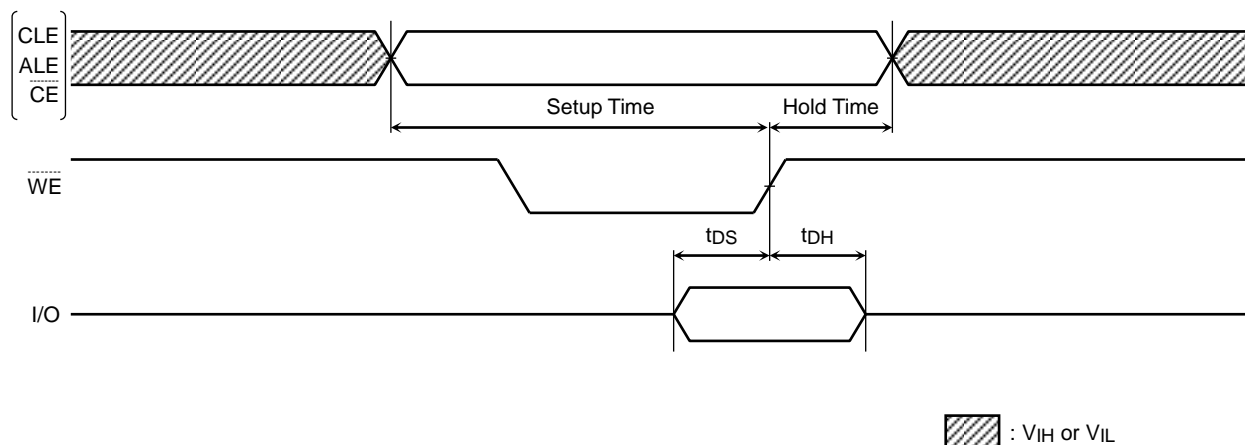 CLE
ALE
CE
Setup Time
Hold Time
WE
tDS
tDH
I/O
: VIH or VIL